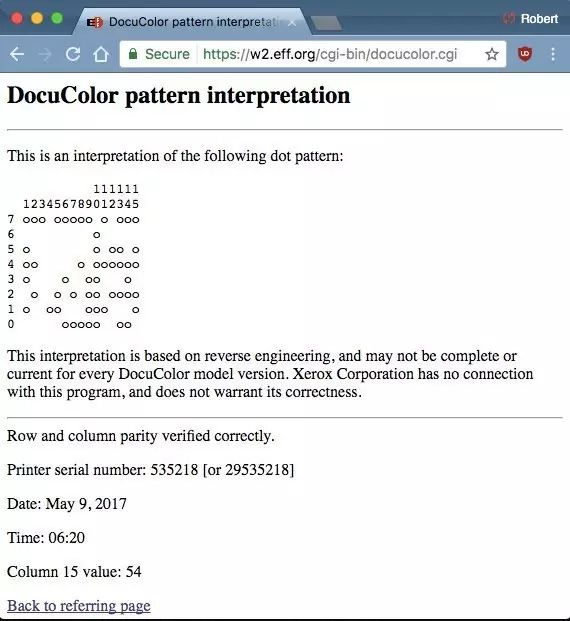 DocuColor pattern interpretati
Robert
Secure https://w2.eff.org/cgi-bin/docucolor.cgi
DocuColor pattern interpretation
This is an interpretation of the following dot pattern:
         111111
123456789012345
7 ooo ooooo o ooo
6          o
5 o        o oo o
4 oo     o oooooo
3 o    o  oo   o
2  o  o o oo oooo
1 o  oo   ooo   o
0      ooooo  oo
This interpretation is based on reverse engineering, and may not be complete or
current for every DocuColor model version. Xerox Corporation has no connection
with this program, and does not warrant its correctness.
Row and column parity verified correctly.
Printer serial number: 535218 [or 29535218]
Date: May 9, 2017
Time: 06:20
Column 15 value: 54
Back to referring page